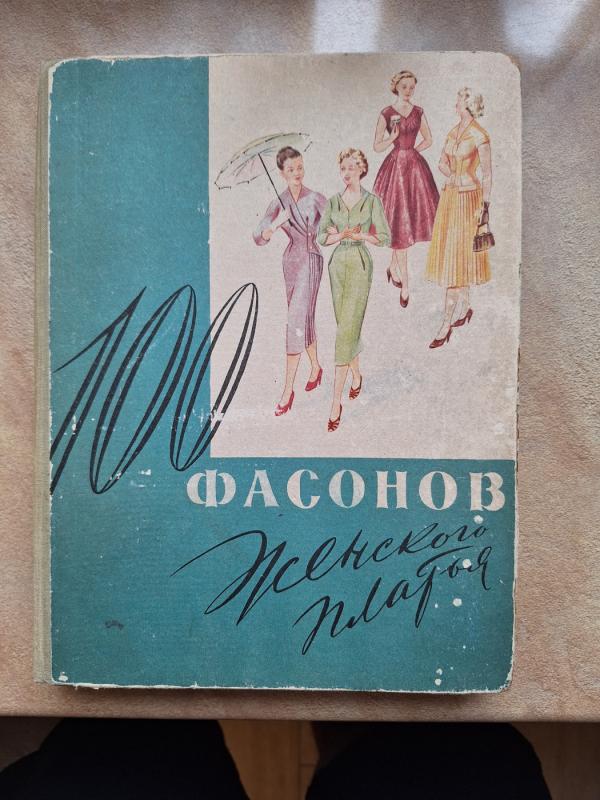 100
ФАСОНОВ
Женского
платья